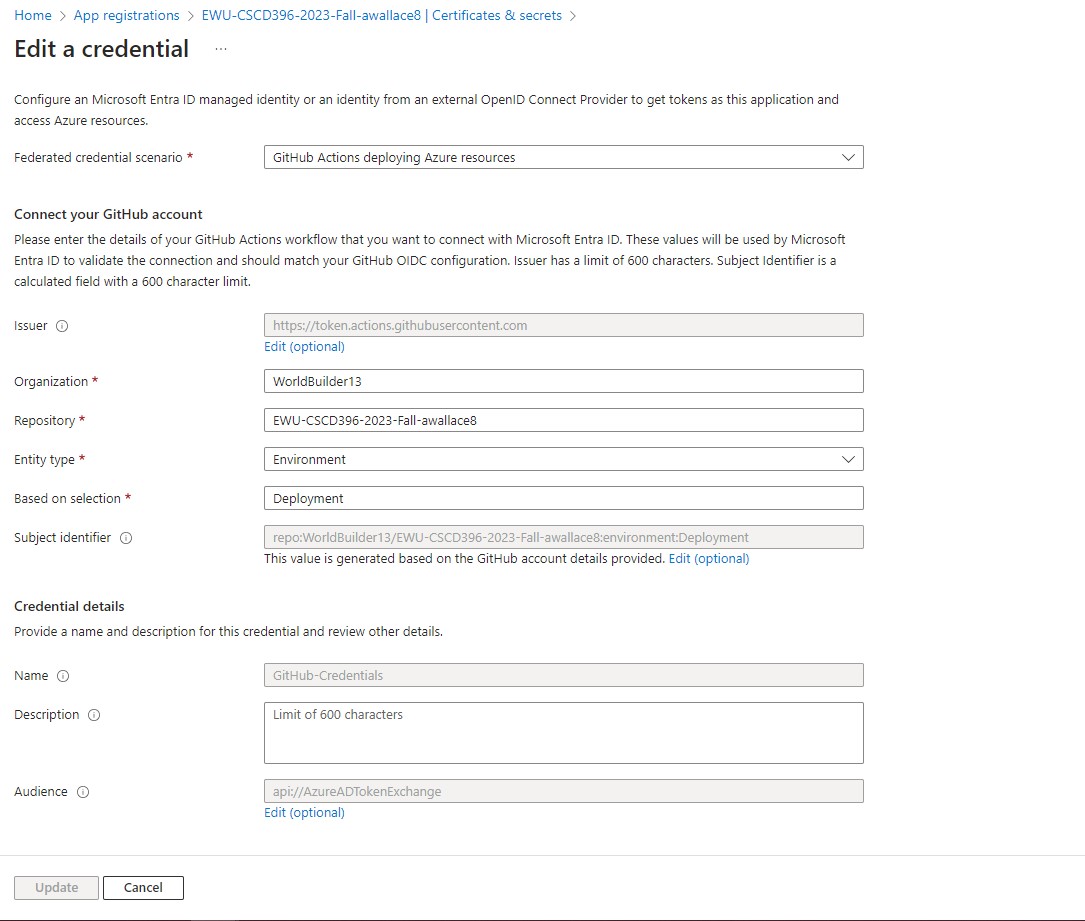 Home > App registrations > EWU-CSCD396-2023-Fall-awallace8 | Certificates & secrets >
Edit a credential ...
Configure an Microsoft Entra ID managed identity or an identity from an external OpenID Connect Provider to get tokens as this application and
access Azure resources.
Federated credential scenario * GitHub Actions deploying Azure resources
Connect your GitHub account
Please enter the details of your GitHub Actions workflow that you want to connect with Microsoft Entra ID. These values will be used by Microsoft
Entra ID to validate the connection and should match your GitHub OIDC configuration. Issuer has a limit of 600 characters. Subject Identifier is a
calculated field with a 600 character limit.
Issuer https://token.actions.githubusercontent.com
Edit (optional)
Organization * WorldBuilder13
Repository * EWU-CSCD396-2023-Fall-awallace8
Entity type * Environment
Based on selection * Deployment
Subject identifier repo:WorldBuilder13/EWU-CSCD396-2023-Fall-awallace8:environment:Deployment
This value is generated based on the GitHub account details provided. Edit (optional)
Credential details
Provide a name and description for this credential and review other details.
Name GitHub-Credentials
Description Limit of 600 characters
Audience api://AzureADTokenExchange
Edit (optional)
Update Cancel